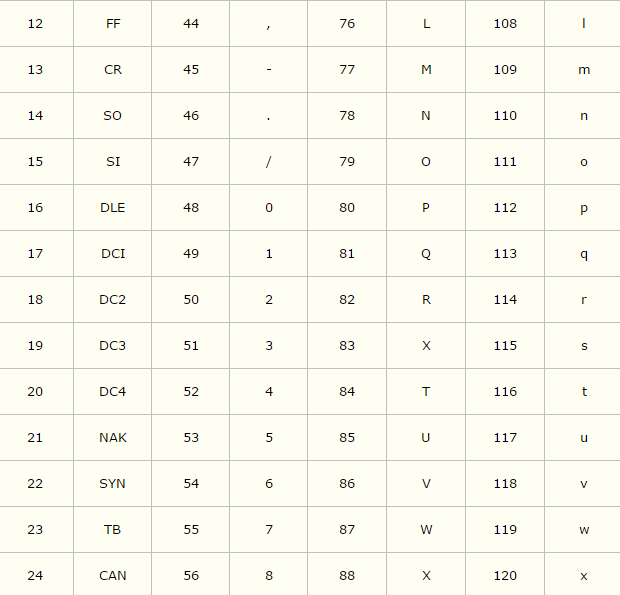 12 FF 44 , 76 L 108 l
13 CR 45 - 77 M 109 m
14 SO 46 . 78 N 110 n
15 SI 47 / 79 O 111 o
16 DLE 48 0 80 P 112 p
17 DCI 49 1 81 Q 113 q
18 DC2 50 2 82 R 114 r
19 DC3 51 3 83 X 115 s
20 DC4 52 4 84 T 116 t
21 NAK 53 5 85 U 117 u
22 SYN 54 6 86 V 118 v
23 TB 55 7 87 W 119 w
24 CAN 56 8 88 X 120 x